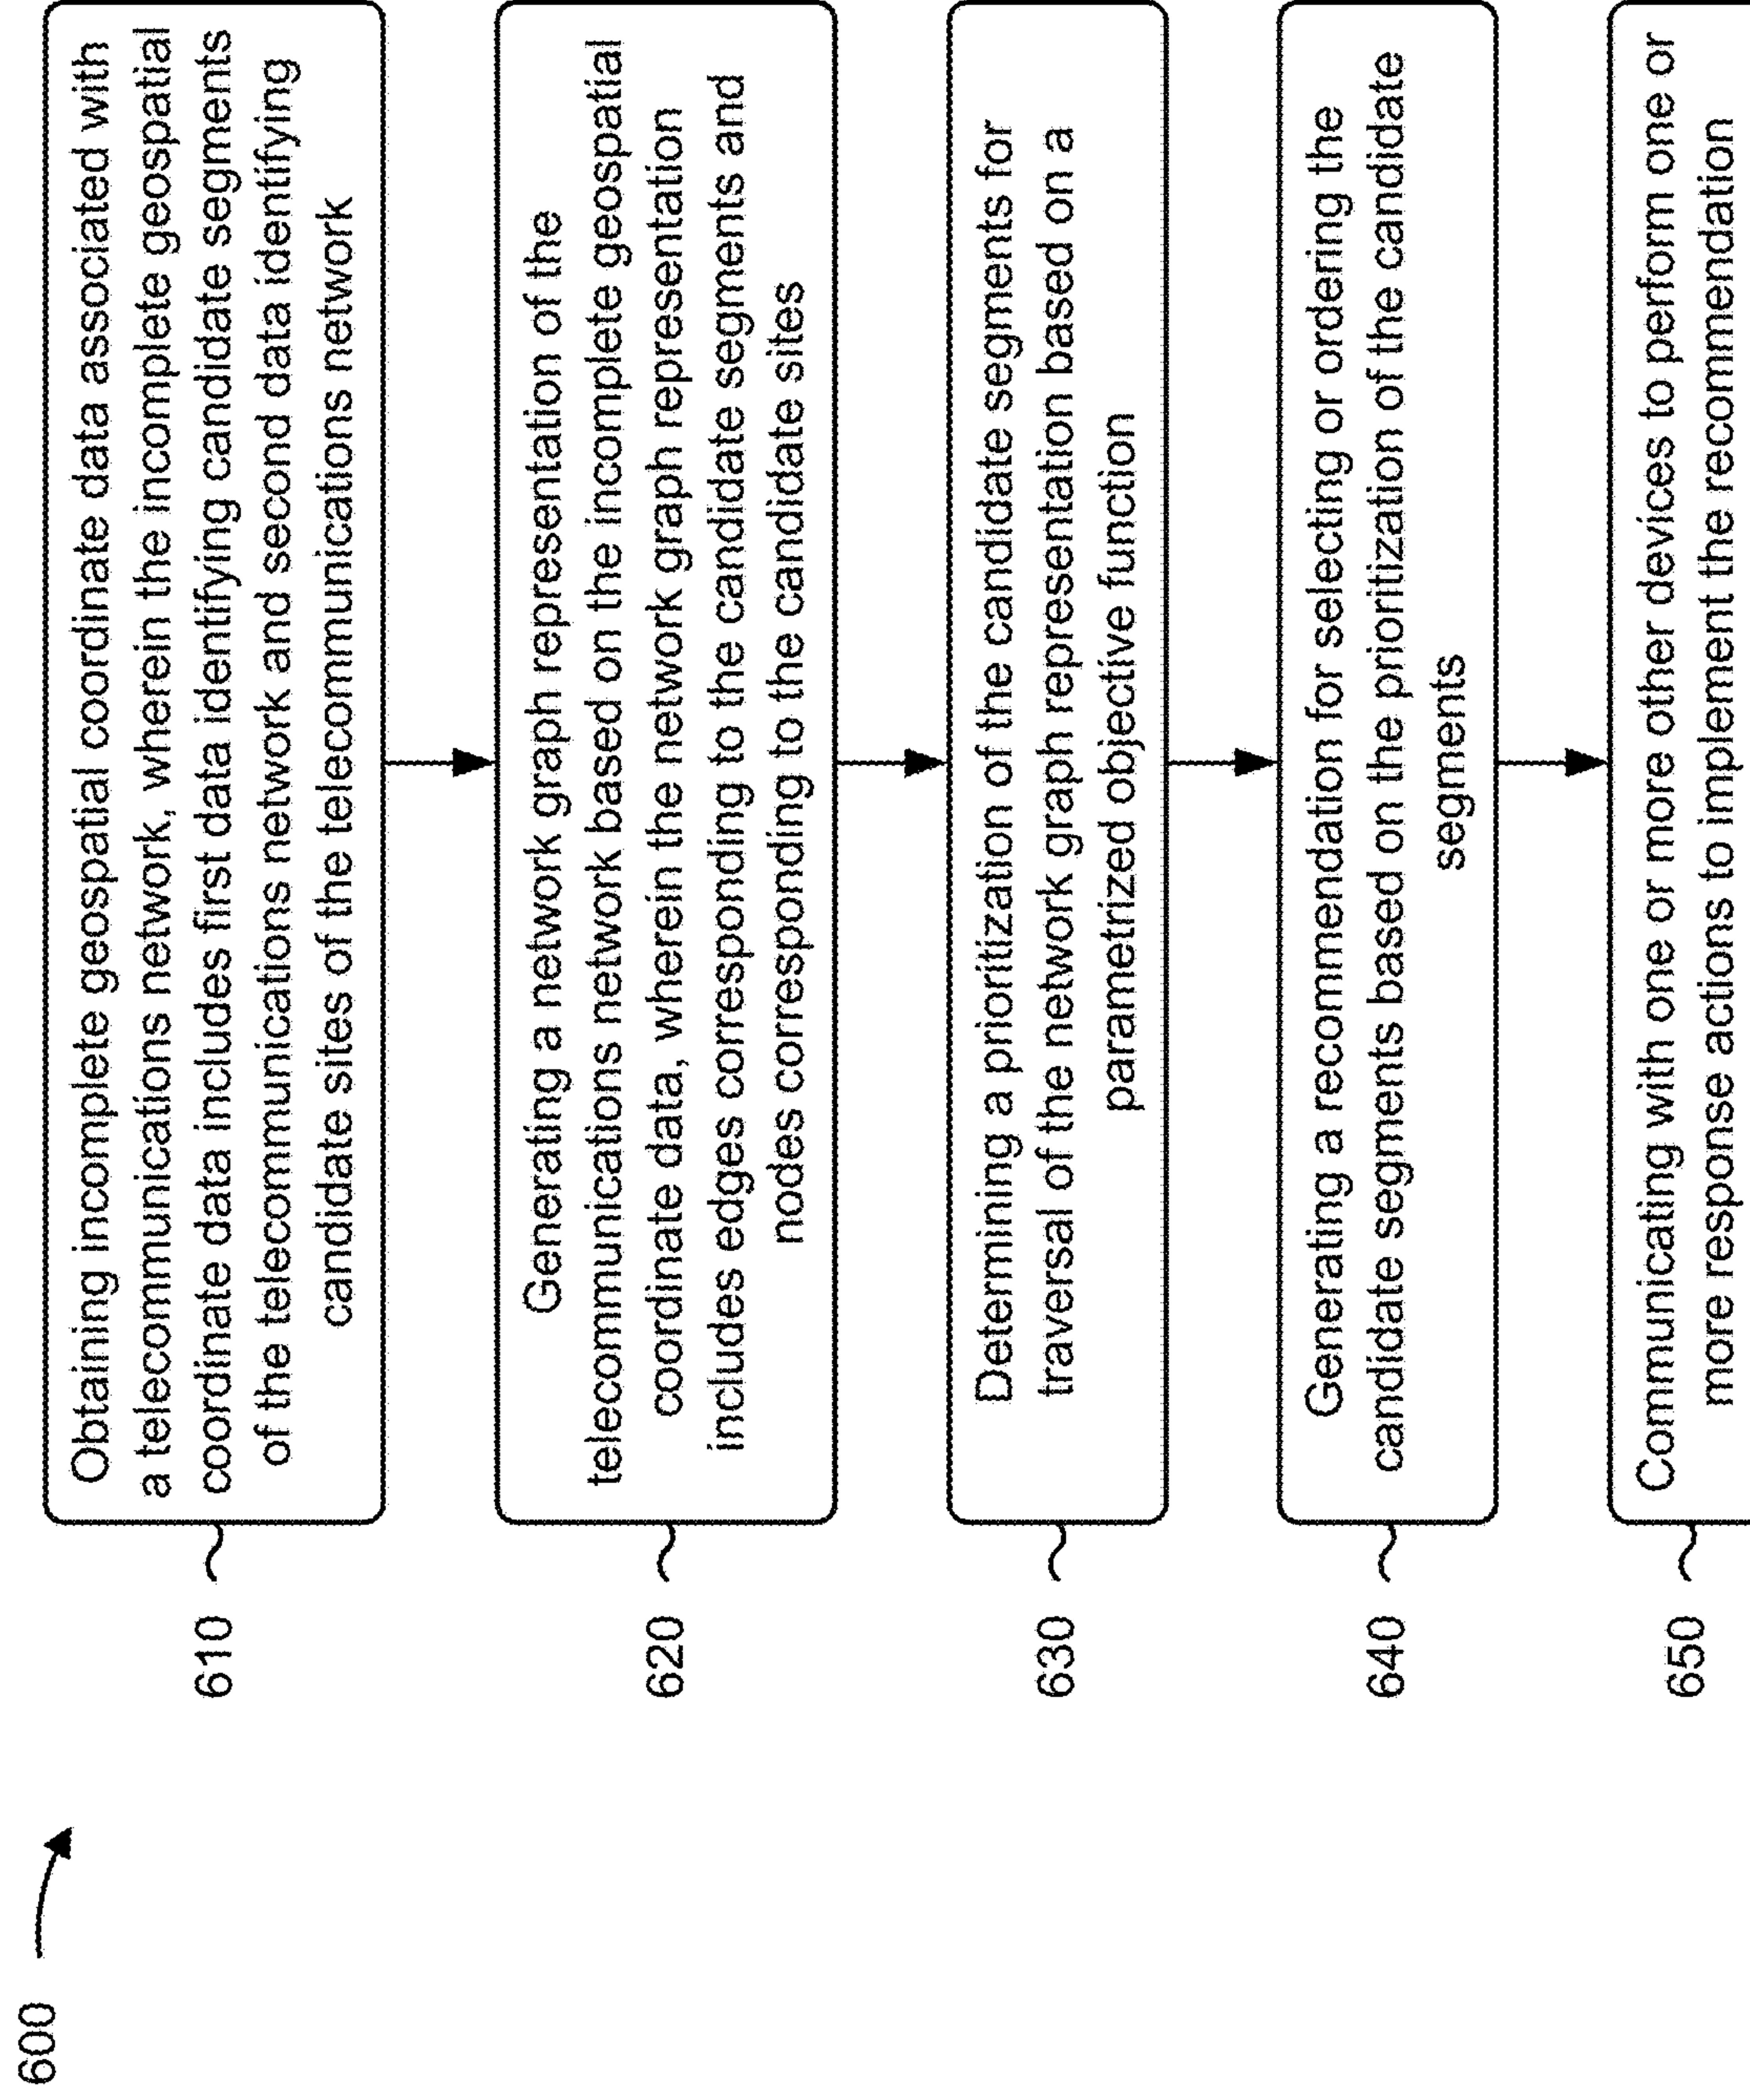 600
610
Obtaining incomplete geospatial coordinate data associated with
a telecommunications network, wherein the incomplete geospatial
coordinate data includes first data identifying candidate segments
of the telecommunications network and second data identifying
candidate sites of the telecommunications network
620
Generating a network graph representation of the
telecommunications network based on the incomplete geospatial
coordinate data, wherein the network graph representation
includes edges corresponding to the candidate segments and
nodes corresponding to the candidate sites
630
Determining a prioritization of the candidate segments for
traversal of the network graph representation based on a
parametrized objective function
640
Generating a recommendation for selecting or ordering the
candidate segments based on the prioritization of the candidate
segments
650
Communicating with one or more other devices to perform one or
more response actions to implement the recommendation